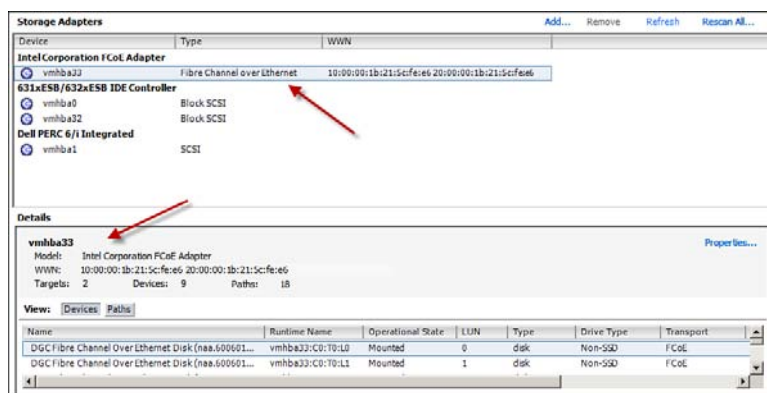 Storage Adapters Add... Remove Refresh Rescan All...
Device Type WWN
Intel Corporation FCoE Adapter
vmhba33 Fibre Channel over Ethernet 10:00:00:1b:21:5c:fe:e6 20:00:00:1b:21:5c:fe:e6
631xESB/632xESB IDE Controller
vmhba0 Block SCSI
vmhba32 Block SCSI
Dell PERC 6/i Integrated
vmhba1 SCSI
Details
vmhba33 Properties...
Model: Intel Corporation FCoE Adapter
WWN: 10:00:00:1b:21:5c:fe:e6 20:00:00:1b:21:5c:fe:e6
Targets: 2 Devices: 9 Paths: 18
View: Devices Paths
Name Runtime Name Operational State LUN Type Drive Type Transport
DGC Fibre Channel Over Ethernet Disk (naa.600601... vmhba33:C0:T0:L0 Mounted 0 disk Non-SSD FCoE
DGC Fibre Channel Over Ethernet Disk (naa.600601... vmhba33:C0:T0:L1 Mounted 1 disk Non-SSD FCoE